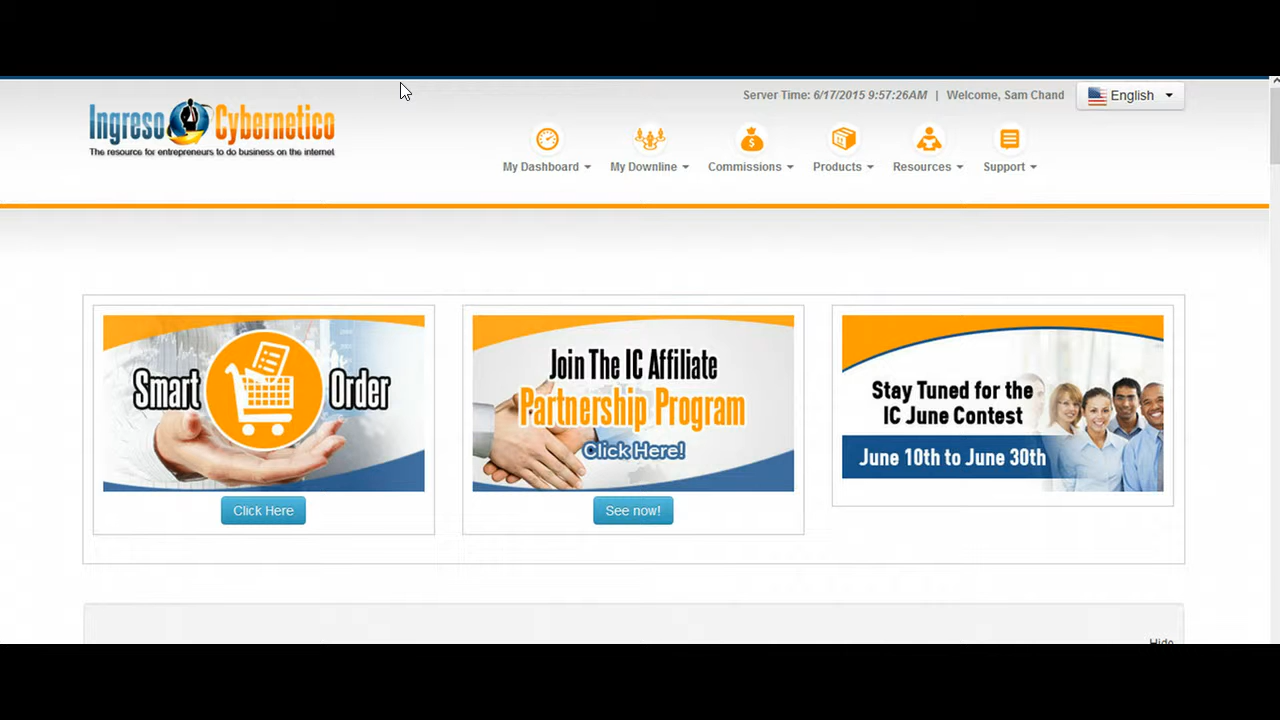 Server Time: 6/17/2015 9:57:26AM | Welcome, Sam Chand
English
Ingreso Cybernetico
The resource for entrepreneurs to do business on the internet
My Dashboard
My Downline
Commissions
Products
Resources
Support
Smart Order
Click Here
Join The IC Affiliate
Partnership Program
Click Here!
See now!
Stay Tuned for the
IC June Contest
June 10th to June 30th
Hide